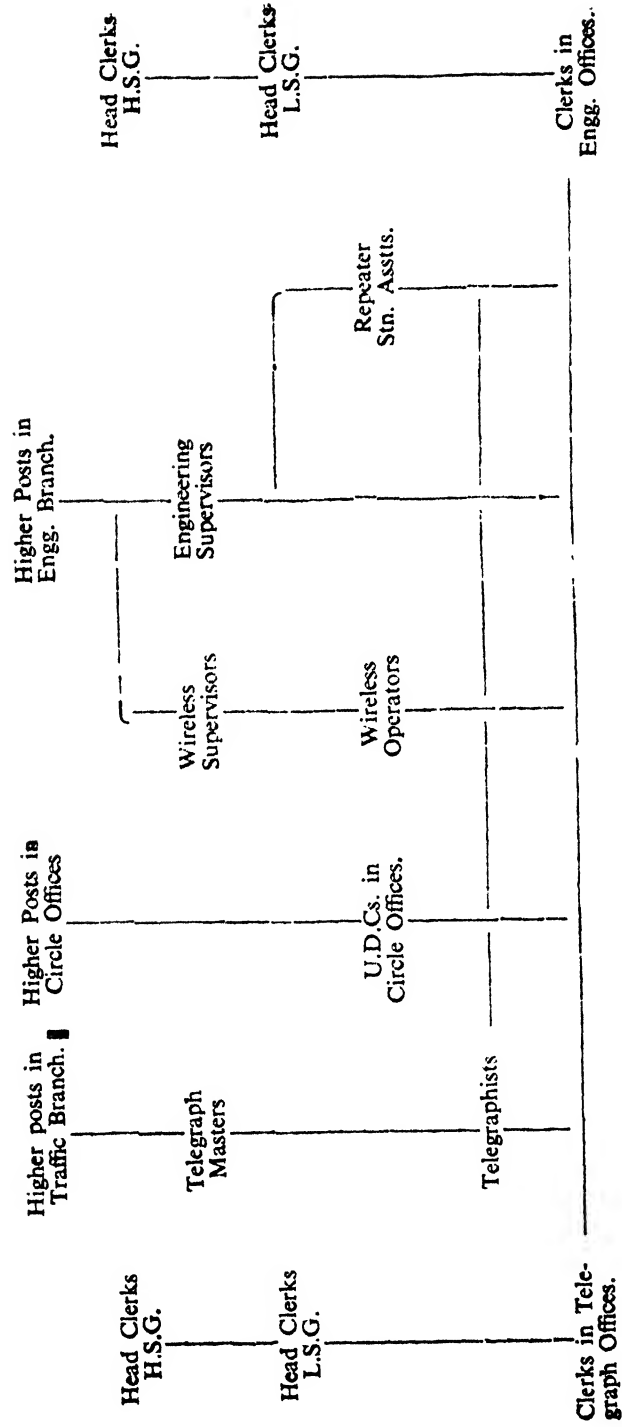 Higher posts in
Traffic Branch.
Higher Posts in
Circle Offices
Higher Posts in
Engg. Branch.
Head Clerks
H.S.G.
Head Clerks
H.S.G.
Telegraph
Masters
Wireless
Supervisors
Engineering
Supervisors
Head Clerks
L.S.G.
Head Clerks
L.S.G.
U.D.Cs. in
Circle Offices.
Wireless
Operators
Repeater
Stn. Asstts.
Telegraphists
Clerks in Tele-
graph Offices.
Clerks in
Engg. Offices.